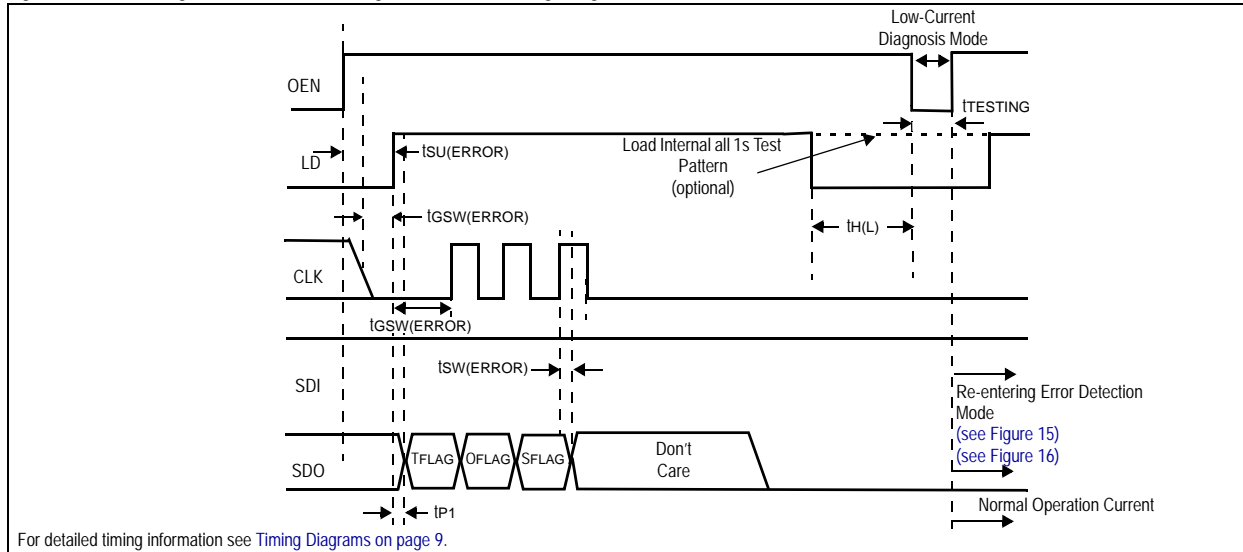 Low-Current
Diagnosis Mode
OEN
tTESTING
LD
tSU(ERROR)
Load Internal all 1s Test
Pattern
(optional)
tGSW(ERROR)
tH(L)
CLK
tGSW(ERROR)
tSW(ERROR)
SDI
Re-entering Error Detection
Mode
(see Figure 15)
(see Figure 16)
SDO
TFLAG
OFLAG
SFLAG
Don't
Care
tP1
Normal Operation Current
For detailed timing information see Timing Diagrams on page 9.